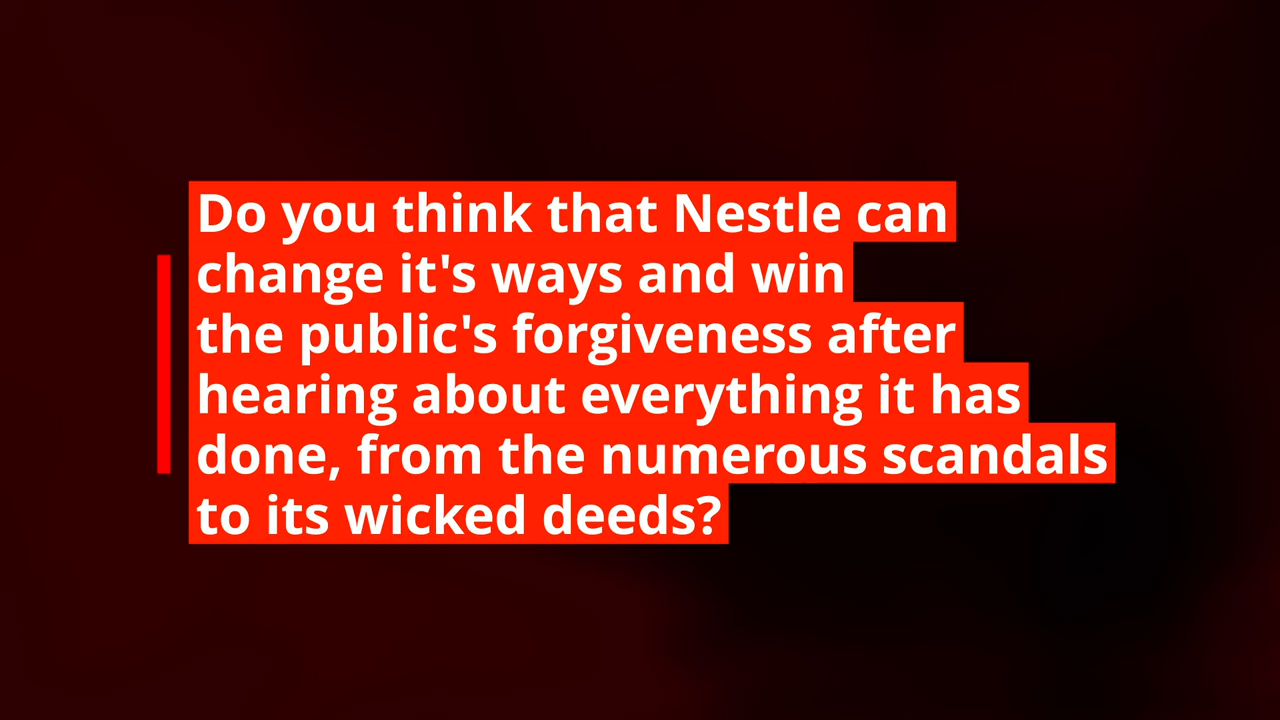 Do you think that Nestle can
change it's ways and win
the public's forgiveness after
hearing about everything it has
done, from the numerous scandals
to its wicked deeds?